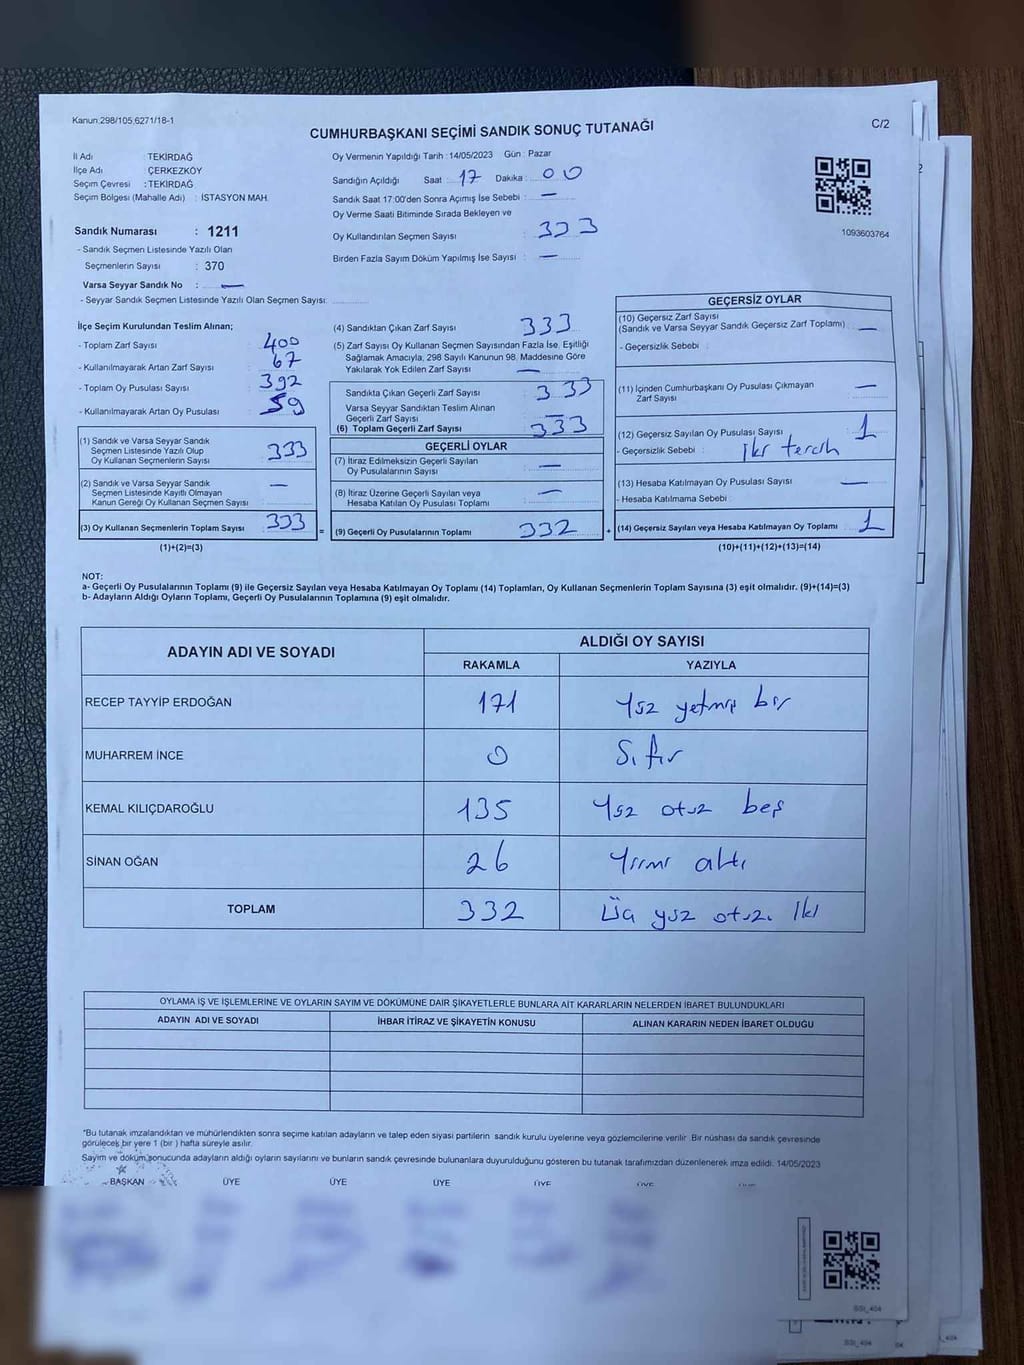 Kanun.298/105,6271/18-1
CUMHURBAŞKANI SEÇİMİ SANDIK SONUÇ TUTANAĞI
C/2
İl Adı TEKİRDAĞ
İlçe Adı : ÇERKEZKÖY
Seçim Çevresi : TEKİRDAĞ
Seçim Bölgesi (Mahalle Adı) : İSTASYON MAH.
Sandık Numarası : 1211
- Sandık Seçmen Listesinde Yazılı Olan
Seçmenlerin Sayısı : 370
Varsa Seyyar Sandık No : —
- Seyyar Sandık Seçmen Listesinde Yazılı Olan Seçmen Sayısı:
Oy Vermenin Yapıldığı Tarih : 14/05/2023 Gün : Pazar
Sandığın Açıldığı Saat : 17 Dakika : 00
Sandık Saat 17:00'den Sonra Açımış İse Sebebi : —
Oy Verme Saati Bitiminde Sırada Bekleyen ve
Oy Kullandırılan Seçmen Sayısı : 333
Birden Fazla Sayım Döküm Yapılmış İse Sayısı : —
1093603764
İlçe Seçim Kurulundan Teslim Alınan;
- Toplam Zarf Sayısı 400
- Kullanılmayarak Artan Zarf Sayısı 67
- Toplam Oy Pusulası Sayısı 392
- Kullanılmayarak Artan Oy Pusulası 59
(1) Sandık ve Varsa Seyyar Sandık
Seçmen Listesinde Yazılı Olup
Oy Kullanan Seçmenlerin Sayısı 333
(2) Sandık ve Varsa Seyyar Sandık
Seçmen Listesinde Kayıtlı Olmayan
Kanun Gereği Oy Kullanan Seçmen Sayısı —
(3) Oy Kullanan Seçmenlerin Toplam Sayısı 333
(1)+(2)=(3)
(4) Sandıktan Çıkan Zarf Sayısı 333
(5) Zarf Sayısı Oy Kullanan Seçmen Sayısından Fazla İse, Eşitliği
Sağlamak Amacıyla, 298 Sayılı Kanunun 98. Maddesine Göre
Yakılarak Yok Edilen Zarf Sayısı —
Sandıkta Çıkan Geçerli Zarf Sayısı 333
Varsa Seyyar Sandıktan Teslim Alınan
Geçerli Zarf Sayısı —
(6) Toplam Geçerli Zarf Sayısı 333
GEÇERLİ OYLAR
(7) İtiraz Edilmeksizin Geçerli Sayılan
Oy Pusulalarının Sayısı —
(8) İtiraz Üzerine Geçerli Sayılan veya
Hesaba Katılan Oy Pusulaları Toplamı —
= (9) Geçerli Oy Pusulalarının Toplamı 332 +
GEÇERSİZ OYLAR
(10) Geçersiz Zarf Sayısı
(Sandık ve Varsa Seyyar Sandık Geçersiz Zarf Toplamı) —
- Geçersizlik Sebebi :
(11) İçinden Cumhurbaşkanı Oy Pusulası Çıkmayan
Zarf Sayısı —
(12) Geçersiz Sayılan Oy Pusulası Sayısı 1
- Geçersizlik Sebebi : İki tercih
(13) Hesaba Katılmayan Oy Pusulası Sayısı —
- Hesaba Katılmama Sebebi :
(14) Geçersiz Sayılan veya Hesaba Katılmayan Oy Toplamı 1
(10)+(11)+(12)+(13)=(14)
NOT:
a- Geçerli Oy Pusulalarının Toplamı (9) ile Geçersiz Sayılan veya Hesaba Katılmayan Oy Toplamı (14) Toplamları, Oy Kullanan Seçmenlerin Toplam Sayısına (3) eşit olmalıdır. (9)+(14)=(3)
b- Adayların Aldığı Oyların Toplamı, Geçerli Oy Pusulalarının Toplamına (9) eşit olmalıdır.
ADAYIN ADI VE SOYADI ALDIĞI OY SAYISI
RAKAMLA YAZIYLA
RECEP TAYYİP ERDOĞAN 171 Yüz yetmiş bir
MUHARREM İNCE 0 Sıfır
KEMAL KILIÇDAROĞLU 135 Yüz otuz beş
SİNAN OĞAN 26 Yirmi altı
TOPLAM 332 Üç yüz otuz iki
OYLAMA İŞ VE İŞLEMLERİNE VE OYLARIN SAYIM VE DÖKÜMÜNE DAİR ŞİKAYETLERLE BUNLARA AİT KARARLARIN NELERDEN İBARET BULUNDUKLARI
ADAYIN ADI VE SOYADI İHBAR İTİRAZ VE ŞİKAYETİN KONUSU ALINAN KARARIN NEDEN İBARET OLDUĞU
*Bu tutanak imzalandıktan ve mühürlendikten sonra seçime katılan adayların ve talep eden siyasi partilerin sandık kurulu üyelerine veya gözlemcilerine verilir. Bir nüshası da sandık çevresinde
görülecek bir yere 1 (bir ) hafta süreyle asılır.
Sayım ve döküm sonucunda adayların aldığı oyların sayılarını ve bunların sandık çevresinde bulunanlara duyurulduğunu gösteren bu tutanak tarafımızdan düzenlenerek imza edildi. 14/05/2023
BAŞKAN ÜYE ÜYE ÜYE ÜYE ÜYE
SSI_404